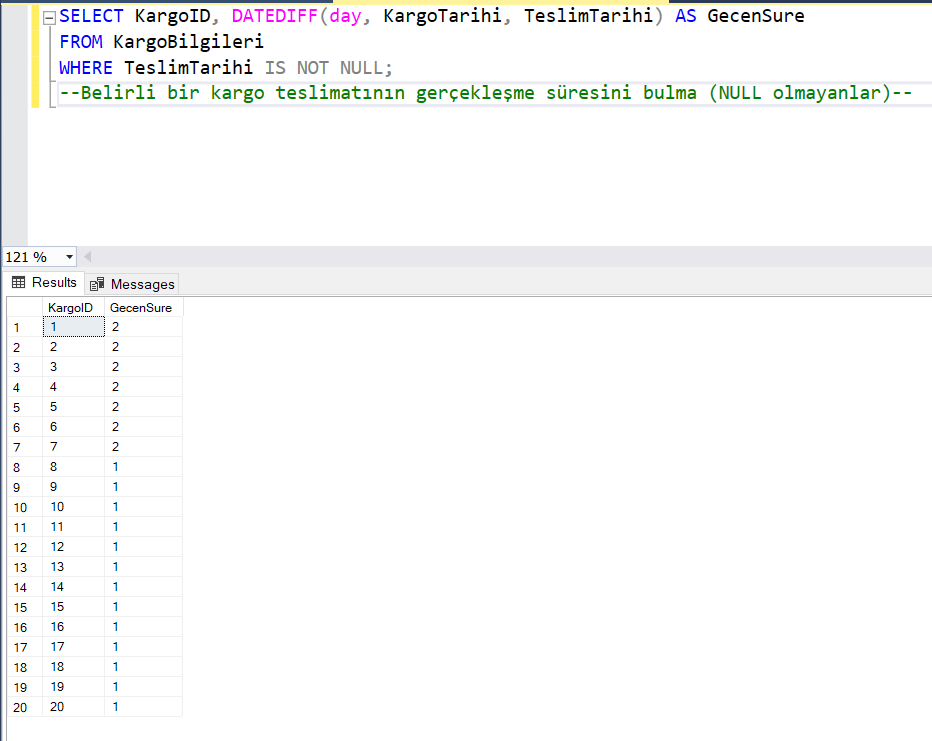 SELECT KargoID, DATEDIFF(day, KargoTarihi, TeslimTarihi) AS GecenSure
FROM KargoBilgileri
WHERE TeslimTarihi IS NOT NULL;
--Belirli bir kargo teslimatının gerçekleşme süresini bulma (NULL olmayanlar)--
121 %
Results Messages
KargoID GecenSure
1 1 2
2 2 2
3 3 2
4 4 2
5 5 2
6 6 2
7 7 2
8 8 1
9 9 1
10 10 1
11 11 1
12 12 1
13 13 1
14 14 1
15 15 1
16 16 1
17 17 1
18 18 1
19 19 1
20 20 1